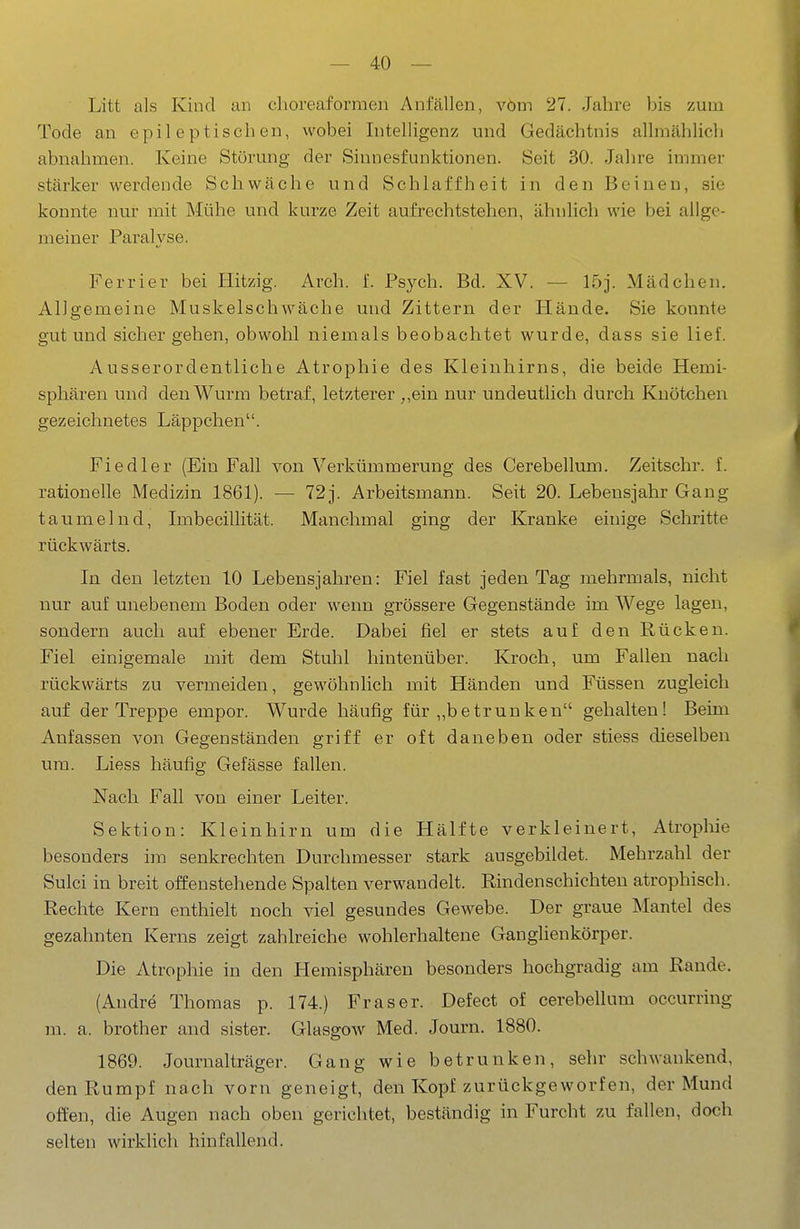 — 40 —
Litt als Kind an choreaformen Anfällen, vom 27. Jahre bis zum
Tode an epileptischen, wobei Intelligenz und Gedächtnis allmählich
abnahmen. Keine Störung der Sinnesfunktionen. Seit 30. Jahre immer
stärker werdende Schwäche und Schlaffheit in den Beinen, sie
konnte nur mit Mühe und kurze Zeit aufrechtstehen, ähnlich wie bei allge-
meiner Paralyse.
Ferrier bei Hitzig. Arch. f. Psych. Bd. XV. — 15j. Mädchen.
Allgemeine Muskelschwäche und Zittern der Hände. Sie konnte
gut und sicher gehen, obwohl niemals beobachtet wurde, dass sie lief.
Ausserordentliche Atrophie des Kleinhirns, die beide Hemi-
sphären und den Wurm betraf, letzterer „ein nur undeutlich durch Knötchen
gezeichnetes Läppchen“.
Fiedler (Ein Fall von Verkümmerung des Cerebellum. Zeitschr. f.
rationelle Medizin 1861). — 72j. Arbeitsmann. Seit 20. Lebensjahr Gang
taumelnd, Imbecillität. Manchmal ging der Kranke einige Schritte
rückwärts.
In den letzten 10 Lebensjahren: Fiel fast jeden Tag mehrmals, nicht
nur auf unebenem Boden oder wenn grössere Gegenstände im Wege lagen,
sondern auch auf ebener Erde. Dabei fiel er stets auf den Rücken.
Fiel einigemale mit dem Stuhl hintenüber. Kroch, um Fallen nach
rückwärts zu vermeiden, gewöhnlich mit Händen und Füssen zugleich
auf der Treppe empor. Wurde häufig für „betrunken“ gehalten! Beim
Anfassen von Gegenständen griff er oft daneben oder stiess dieselben
um. Liess häufig Gefässe fallen.
Nach Fall von einer Leiter.
Sektion: Kleinhirn um die Hälfte verkleinert, Atrophie
besonders im senkrechten Durchmesser stark ausgebildet. Mehrzahl der
Sulci in breit offenstehende Spalten verwandelt. Rindenschichten atrophisch.
Rechte Kern enthielt noch viel gesundes Gewebe. Der graue Mantel des
gezahnten Kerns zeigt zahlreiche wohlerhaltene Ganglienkörper.
Die Atrophie in den Hemisphären besonders hochgradig am Rande.
(André Thomas p. 174.) Fraser. Defect of cerebellum occurring
m. a. brother and sister. Glasgow Med. Journ. 1880.
1869. Journalträger. Gang wie betrunken, sehr schwankend,
den Rumpf nach vorn geneigt, den Kopf zurückgeworfen, der Mund
offen, die Augen nach oben gerichtet, beständig in Furcht zu fallen, doch
selten wirklich hinfallend.